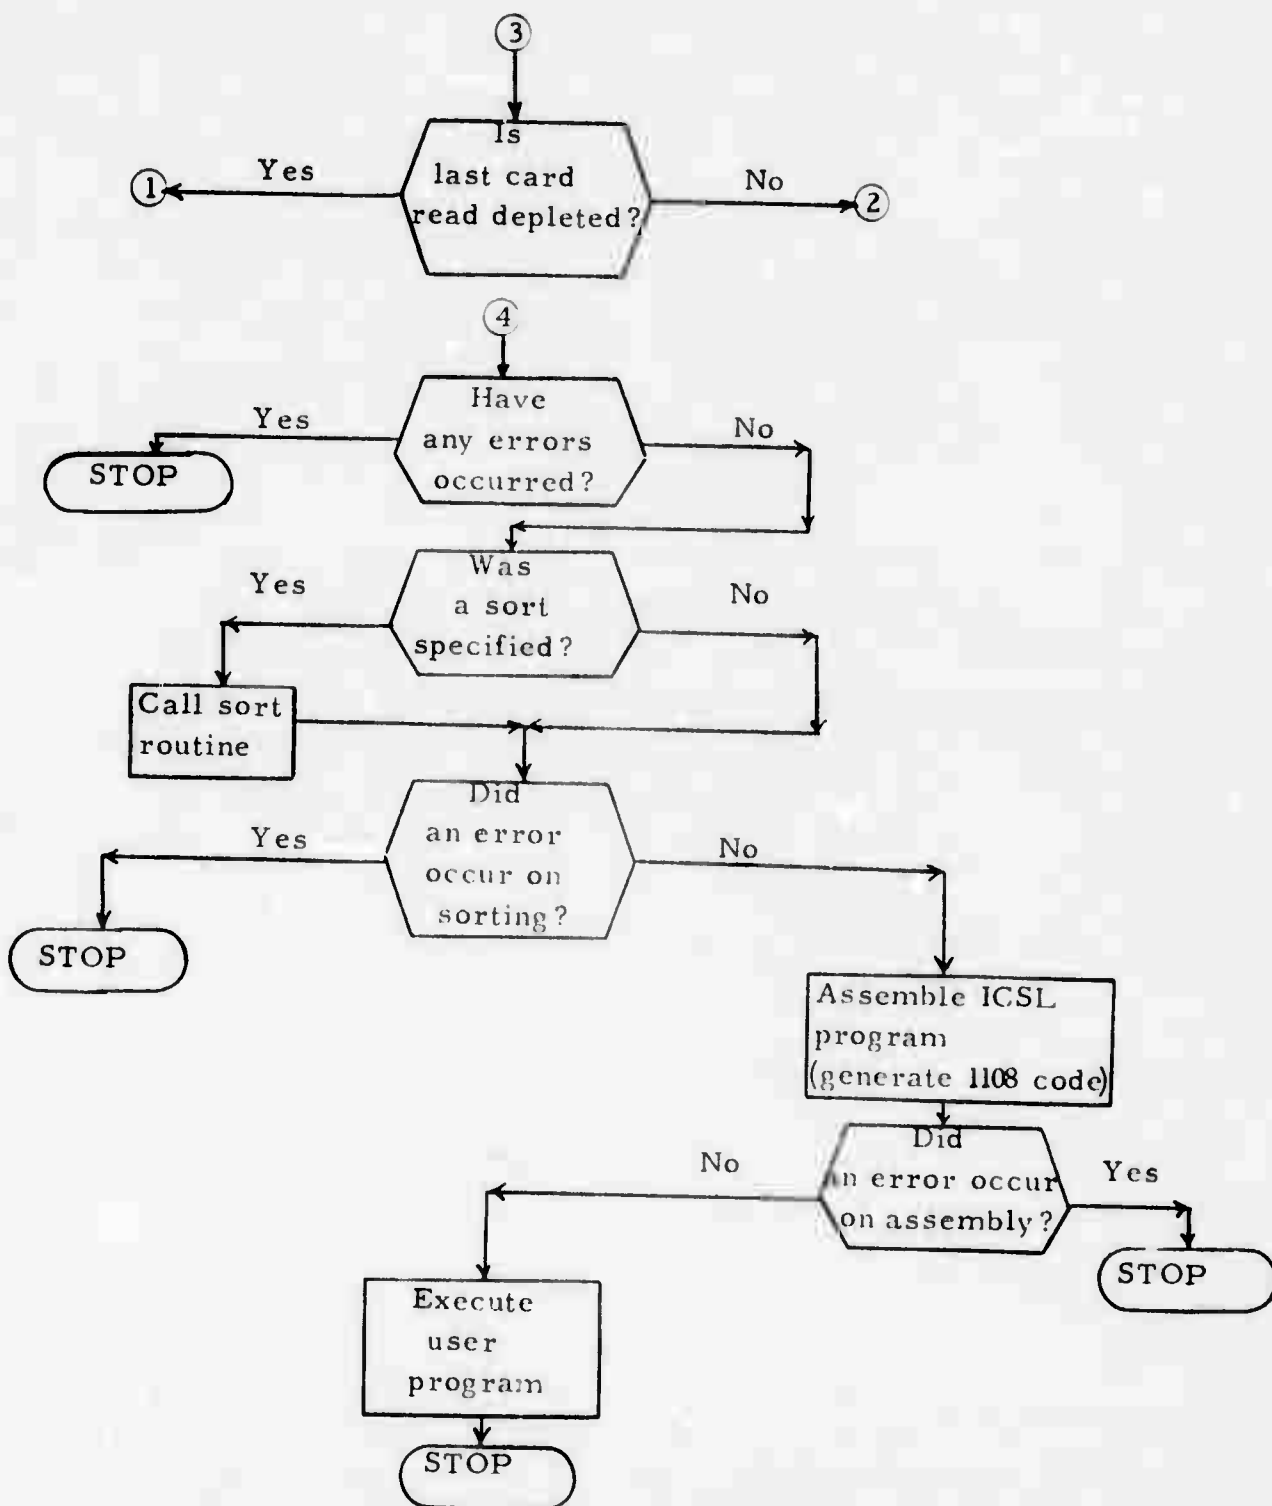 3
Is
last card
read depleted?
Yes
No
1
2
4
Have
any errors
occurred?
Yes
No
STOP
Was
a sort
specified?
Yes
No
Call sort
routine
Did
an error
occur on
sorting?
Yes
No
STOP
Assemble ICSL
program
(generate 1108 code)
Did
an error occur
on assembly?
No
Yes
STOP
Execute
user
program
STOP